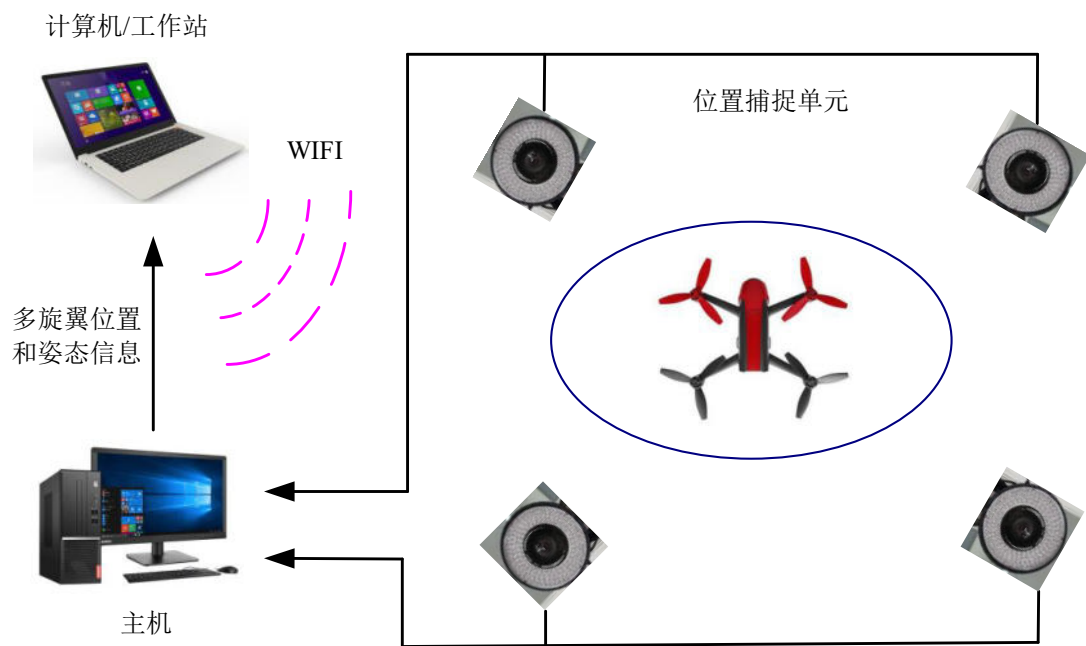 计算机/工作站
位置捕捉单元
WIFI
多旋翼位置
和姿态信息
主机